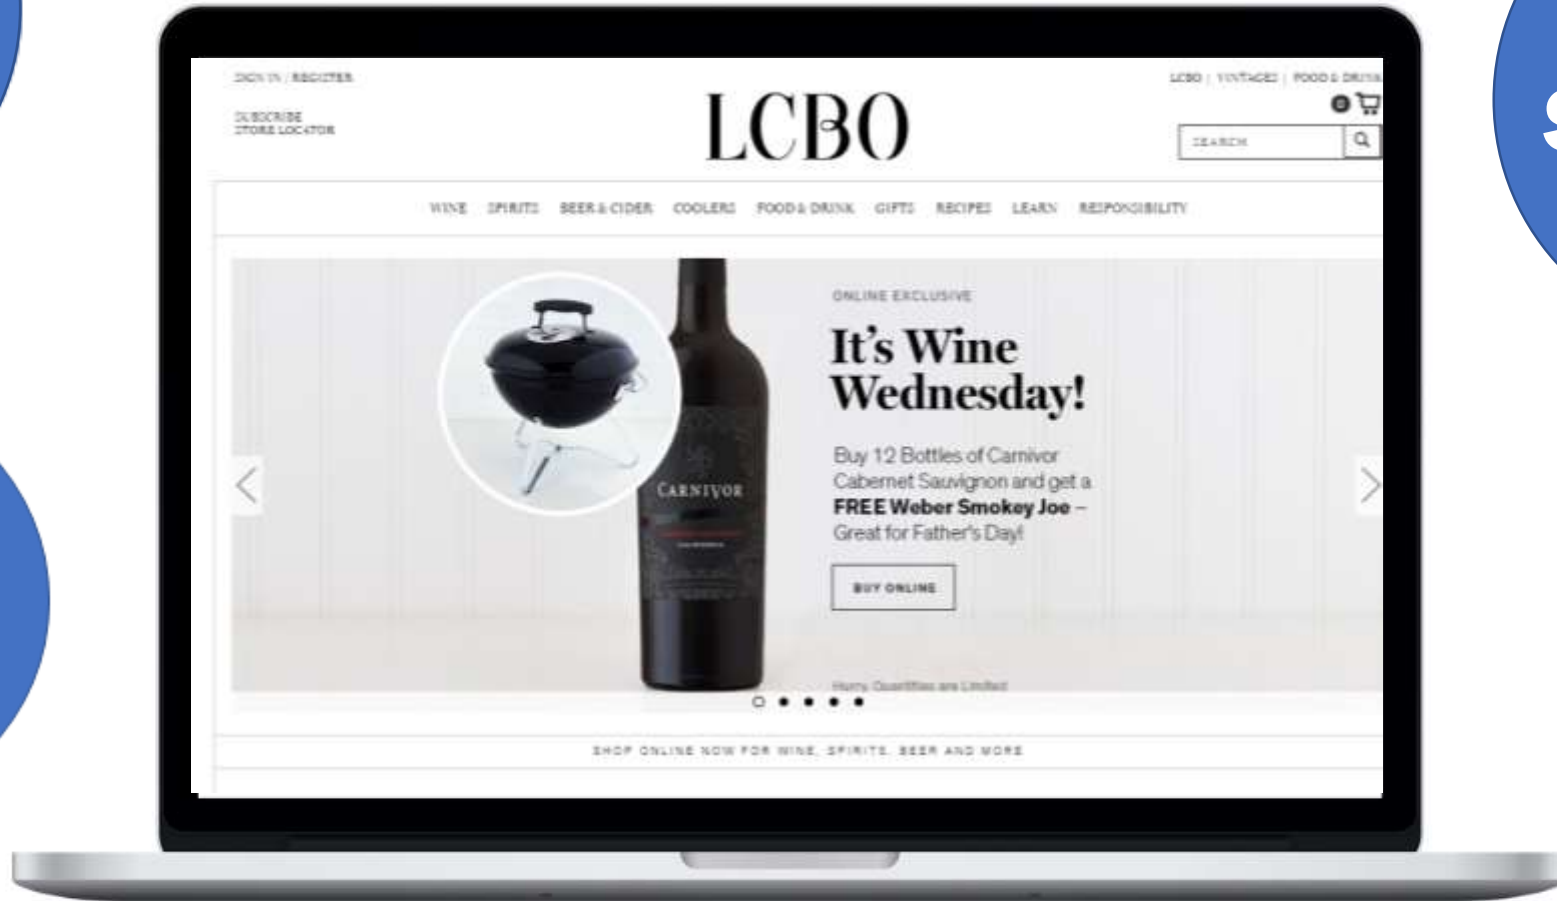 SIGN IN / REGISTER
LCBO | VINTAGES | FOOD & DRINK
SUBSCRIBE
STORE LOCATOR
LCBO
0
SEARCH
WINE SPIRITS BEER & CIDER COOLERS FOOD & DRINK GIFTS RECIPES LEARN RESPONSIBILITY
ONLINE EXCLUSIVE
It's Wine
Wednesday!
Buy 12 Bottles of Carnivor
Cabernet Sauvignon and get a
FREE Weber Smokey Joe –
Great for Father's Day!
BUY ONLINE
Hurry. Quantities are Limited
CARNIVOR
SHOP ONLINE NOW FOR WINE, SPIRITS, BEER AND MORE